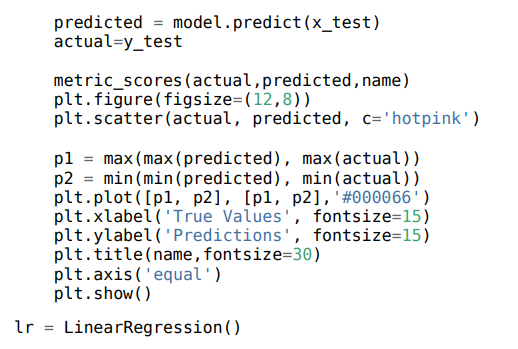 predicted = model.predict(x_test)
actual=y_test
metric_scores(actual,predicted,name)
plt.figure(figsize=(12,8))
plt.scatter(actual, predicted, c='hotpink')
p1 = max(max(predicted), max(actual))
p2 = min(min(predicted), min(actual))
plt.plot([p1, p2], [p1, p2],'#000066')
plt.xlabel('True Values', fontsize=15)
plt.ylabel('Predictions', fontsize=15)
plt.title(name,fontsize=30)
plt.axis('equal')
plt.show()
lr = LinearRegression()